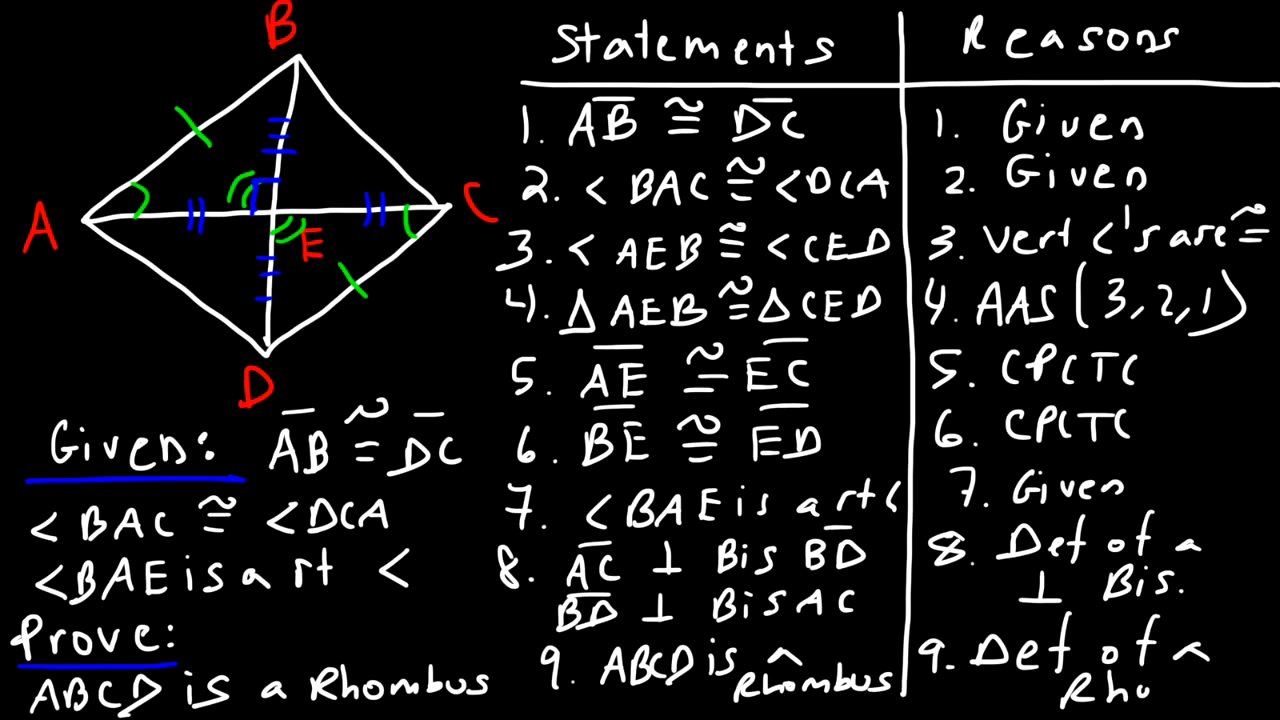 B
A
C
E
D
Given: AB ≅ DC
< BAC ≅ <DCA
<BAE is a rt <
Prove:
ABCD is a Rhombus
Statements
1. AB ≅ DC
2. < BAC ≅ <DCA
3. < AEB ≅ < CED
4. Δ AEB ≅ Δ CED
5. AE ≅ EC
6. BE ≅ ED
7. < BAE is a rt <
8. AC ⊥ Bis BD
BD ⊥ Bis AC
9. ABCD is a
Rhombus
Reasons
1. Given
2. Given
3. Vert <'s are ≅
4. AAS (3,2,1)
5. CPCTC
6. CPCTC
7. Given
8. Def of a
⊥ Bis.
9. Def of a
Rho